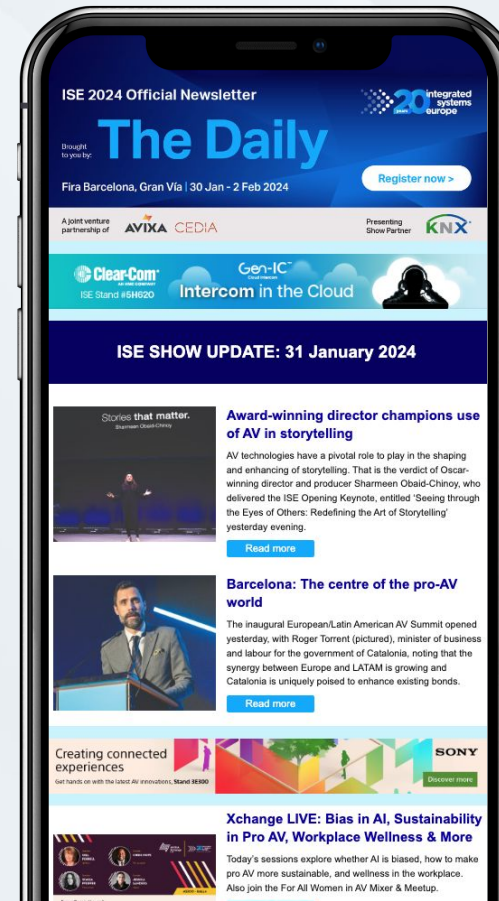 ISE 2024 Official Newsletter
20 years integrated systems europe
Brought to you by:
The Daily
Fira Barcelona, Gran Vía | 30 Jan - 2 Feb 2024
Register now >
A joint venture partnership of
AVIXA CEDIA
Presenting Show Partner
KNX
Clear-Com
ISE Stand #5H620
Gen-IC
Intercom in the Cloud
ISE SHOW UPDATE: 31 January 2024
Stories that matter.
Sharmeen Obaid-Chinoy
Award-winning director champions use
of AV in storytelling
AV technologies have a pivotal role to play in the shaping
and enhancing of storytelling. That is the verdict of Oscar-
winning director and producer Sharmeen Obaid-Chinoy, who
delivered the ISE Opening Keynote, entitled 'Seeing through
the Eyes of Others: Redefining the Art of Storytelling'
yesterday evening.
Read more
Barcelona: The centre of the pro-AV
world
The inaugural European/Latin American AV Summit opened
yesterday, with Roger Torrent (pictured), minister of business
and labour for the government of Catalonia, noting that the
synergy between Europe and LATAM is growing and
Catalonia is uniquely poised to enhance existing bonds.
Read more
Creating connected
experiences
Get hands on with the latest AV innovations, Stand 3E300
SONY
Discover more
Xchange LIVE: Bias in AI, Sustainability
in Pro AV, Workplace Wellness & More
Today's sessions explore whether AI is biased, how to make
pro AV more sustainable, and wellness in the workplace.
Also join the For All Women in AV Mixer & Meetup.